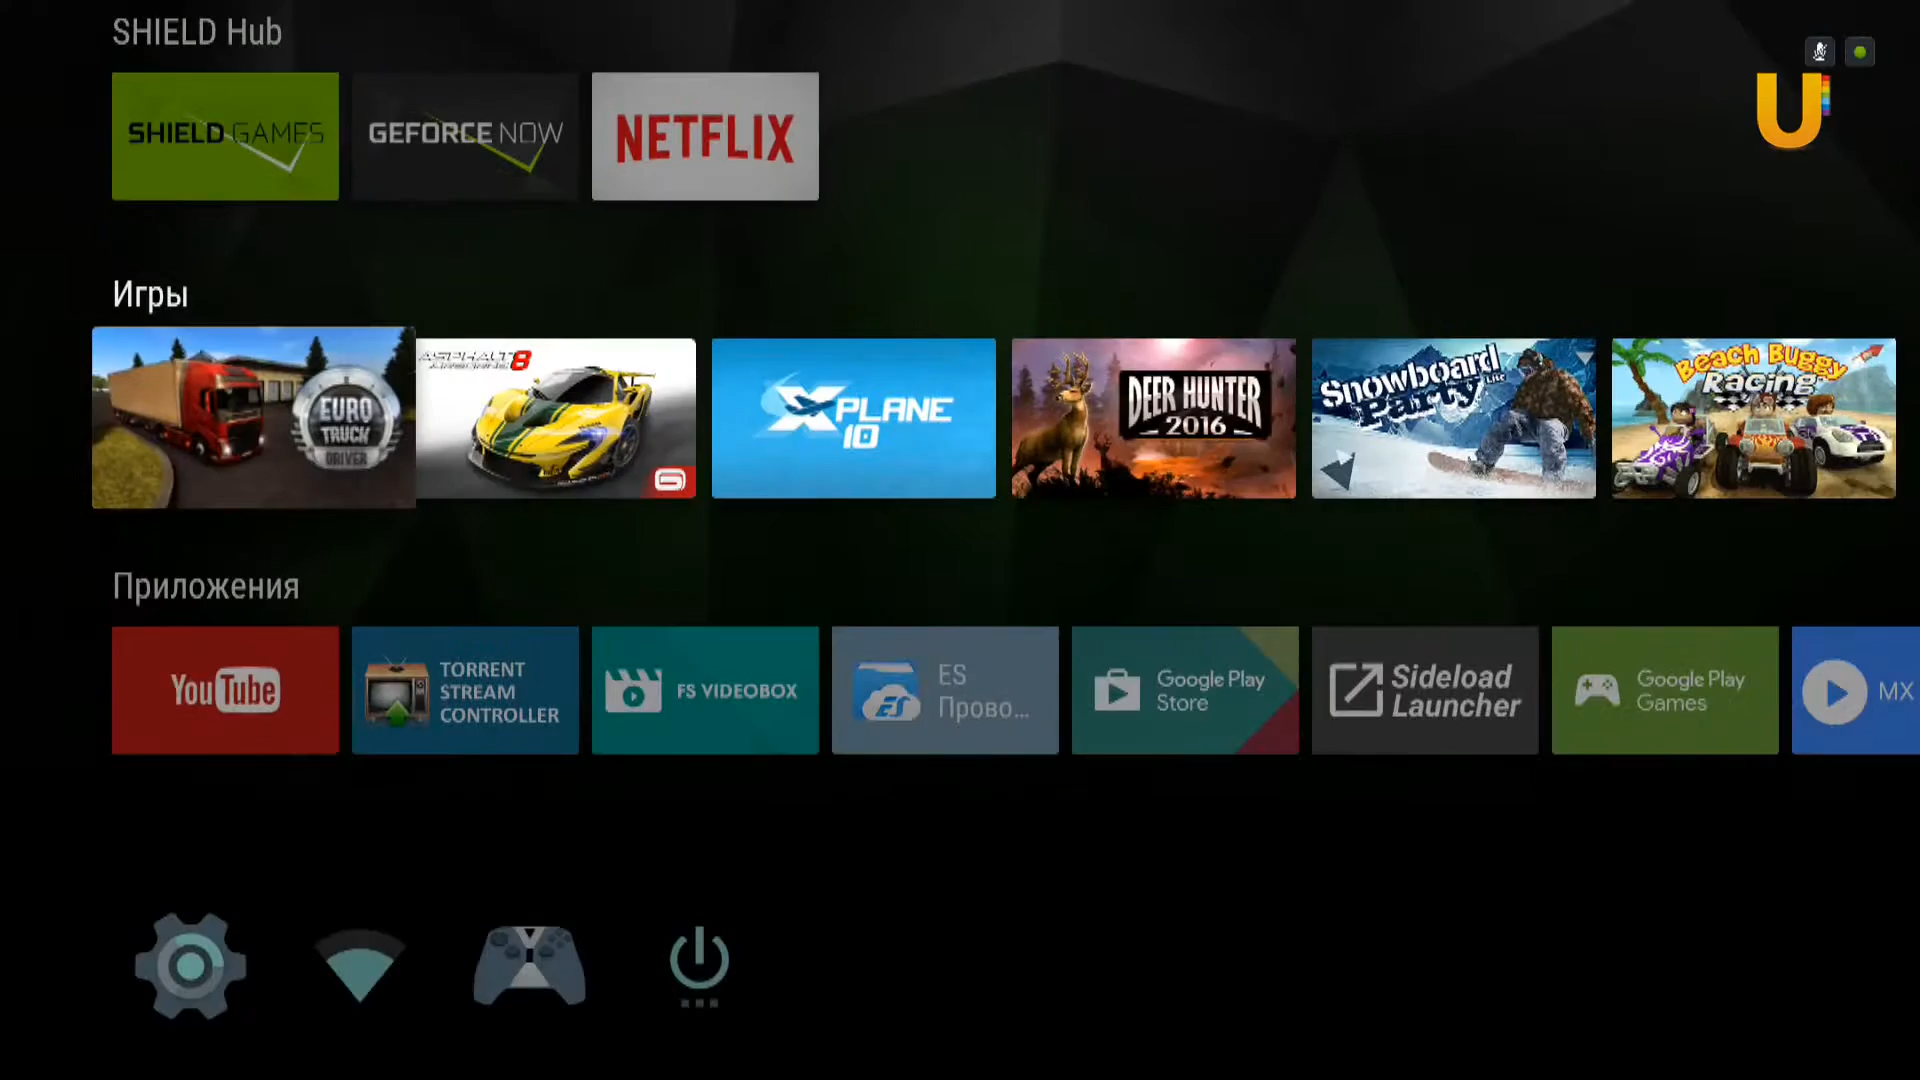 SHIELD Hub
SHIELD GAMES
GEFORCE NOW
NETFLIX
U
Игры
EURO
TRUCK
DRIVER
ASPHALT 8
AIRBORNE
X PLANE
10
DEER HUNTER
2016
Snowboard
Party Lite
Beach Buggy
Racing
Приложения
YouTube
TORRENT
STREAM
CONTROLLER
FS VIDEOBOX
ES
Прово...
Google Play
Store
Sideload
Launcher
Google Play
Games
MX